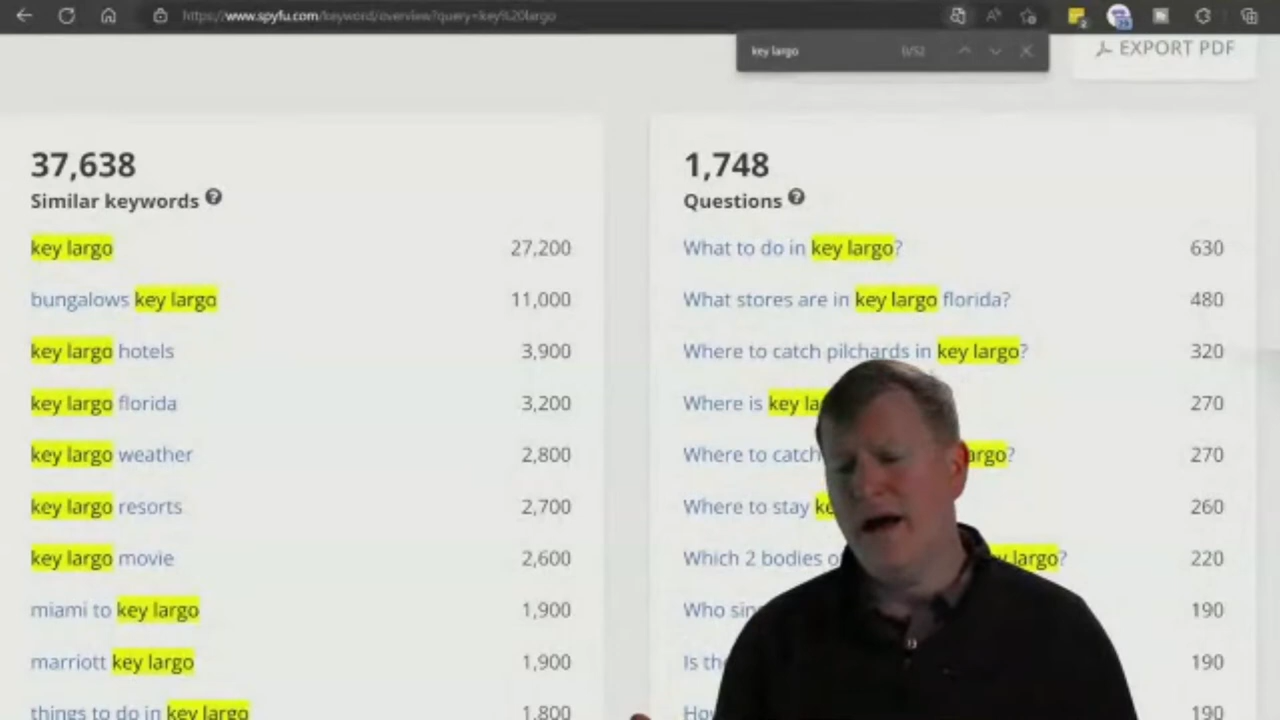 https://www.spyfu.com/keyword/overview?query=key%20largo
key largo
0/52
EXPORT PDF
37,638
Similar keywords
key largo 27,200
bungalows key largo 11,000
key largo hotels 3,900
key largo florida 3,200
key largo weather 2,800
key largo resorts 2,700
key largo movie 2,600
miami to key largo 1,900
marriott key largo 1,900
things to do in key largo 1,800
1,748
Questions
What to do in key largo? 630
What stores are in key largo florida? 480
Where to catch pilchards in key largo? 320
Where is key 270
Where to catch largo? 270
Where to stay 260
Which 2 bodies largo? 220
Who 190
Is 190
190